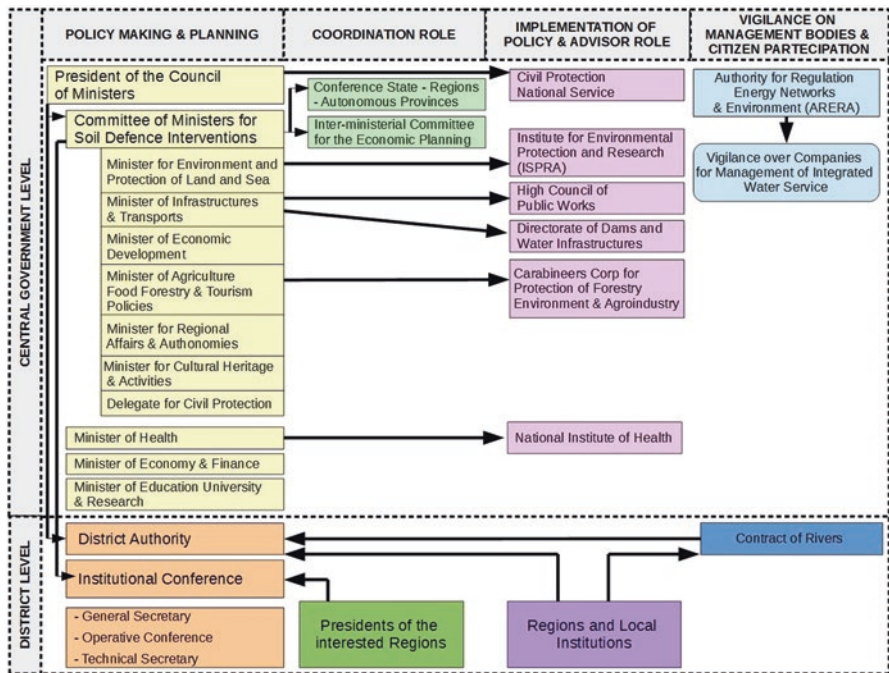 POLICY MAKING & PLANNING
COORDINATION ROLE
IMPLEMENTATION OF
POLICY & ADVISOR ROLE
VIGILANCE ON
MANAGEMENT BODIES &
CITIZEN PARTECIPATION
CENTRAL GOVERNMENT LEVEL
President of the Council
of Ministers
Committee of Ministers for
Soil Defence Interventions
Minister for Environment and
Protection of Land and Sea
Minister of Infrastructures
& Transports
Minister of Economic
Development
Minister of Agriculture
Food Forestry & Tourism
Policies
Minister for Regional
Affairs & Authonomies
Minister for Cultural Heritage
& Activities
Delegate for Civil Protection
Minister of Health
Minister of Economy & Finance
Minister of Education University
& Research
Conference State - Regions
- Autonomous Provinces
Inter-ministerial Committee
for the Economic Planning
Civil Protection
National Service
Institute for Environmental
Protection and Research
(ISPRA)
High Council of
Public Works
Directorate of Dams and
Water Infrastructures
Carabineers Corp for
Protection of Forestry
Environment & Agroindustry
National Institute of Health
Authority for Regulation
Energy Networks
& Environment (ARERA)
Vigilance over Companies
for Management of Integrated
Water Service
DISTRICT LEVEL
District Authority
Institutional Conference
- General Secretary
- Operative Conference
- Technical Secretary
Presidents of the
interested Regions
Regions and Local
Institutions
Contract of Rivers